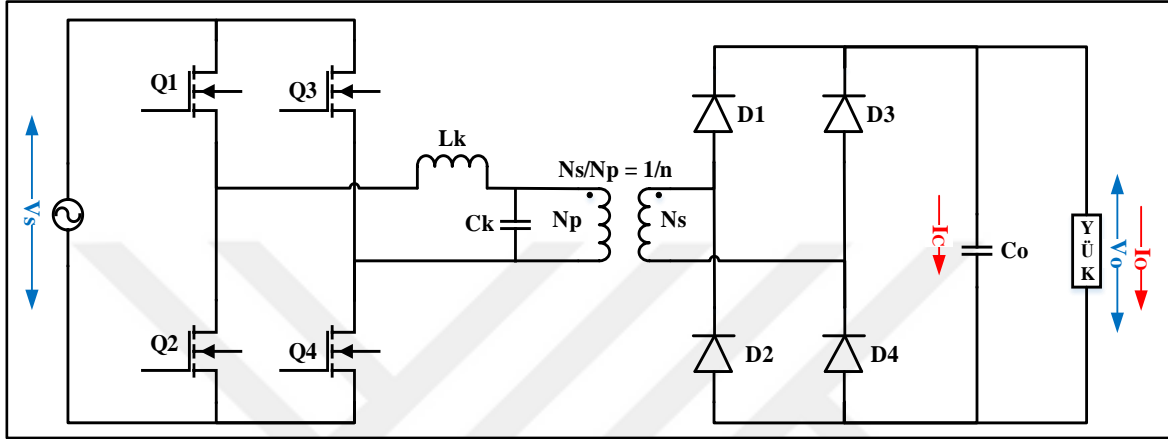 Q1
Q3
D1
D3
Lk
Ns/Np = 1/n
Vs
Ck
Np
Ns
Ic
Co
YÜK
Vo
Io
Q2
Q4
D2
D4